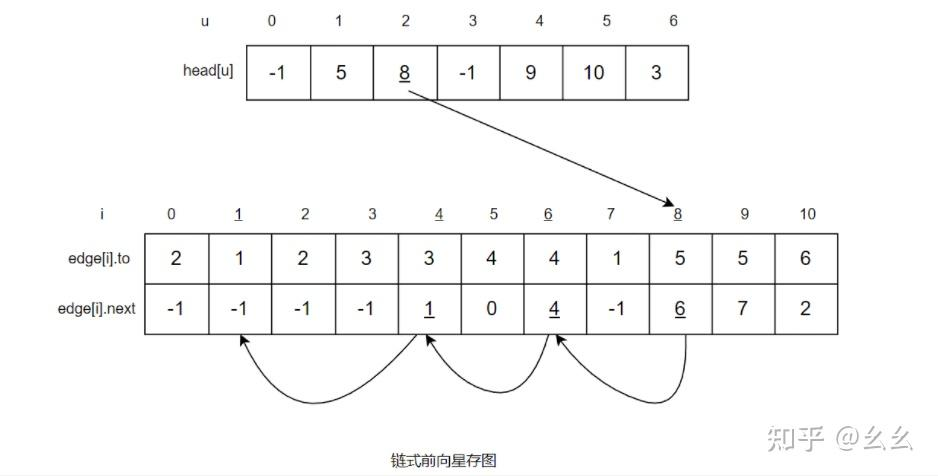 u 0 1 2 3 4 5 6
head[u] -1 5 8 -1 9 10 3
i 0 1 2 3 4 5 6 7 8 9 10
edge[i].to 2 1 2 3 3 4 4 1 5 5 6
edge[i].next -1 -1 -1 -1 1 0 4 -1 6 7 2
知乎 @幺幺
链式前向星存图